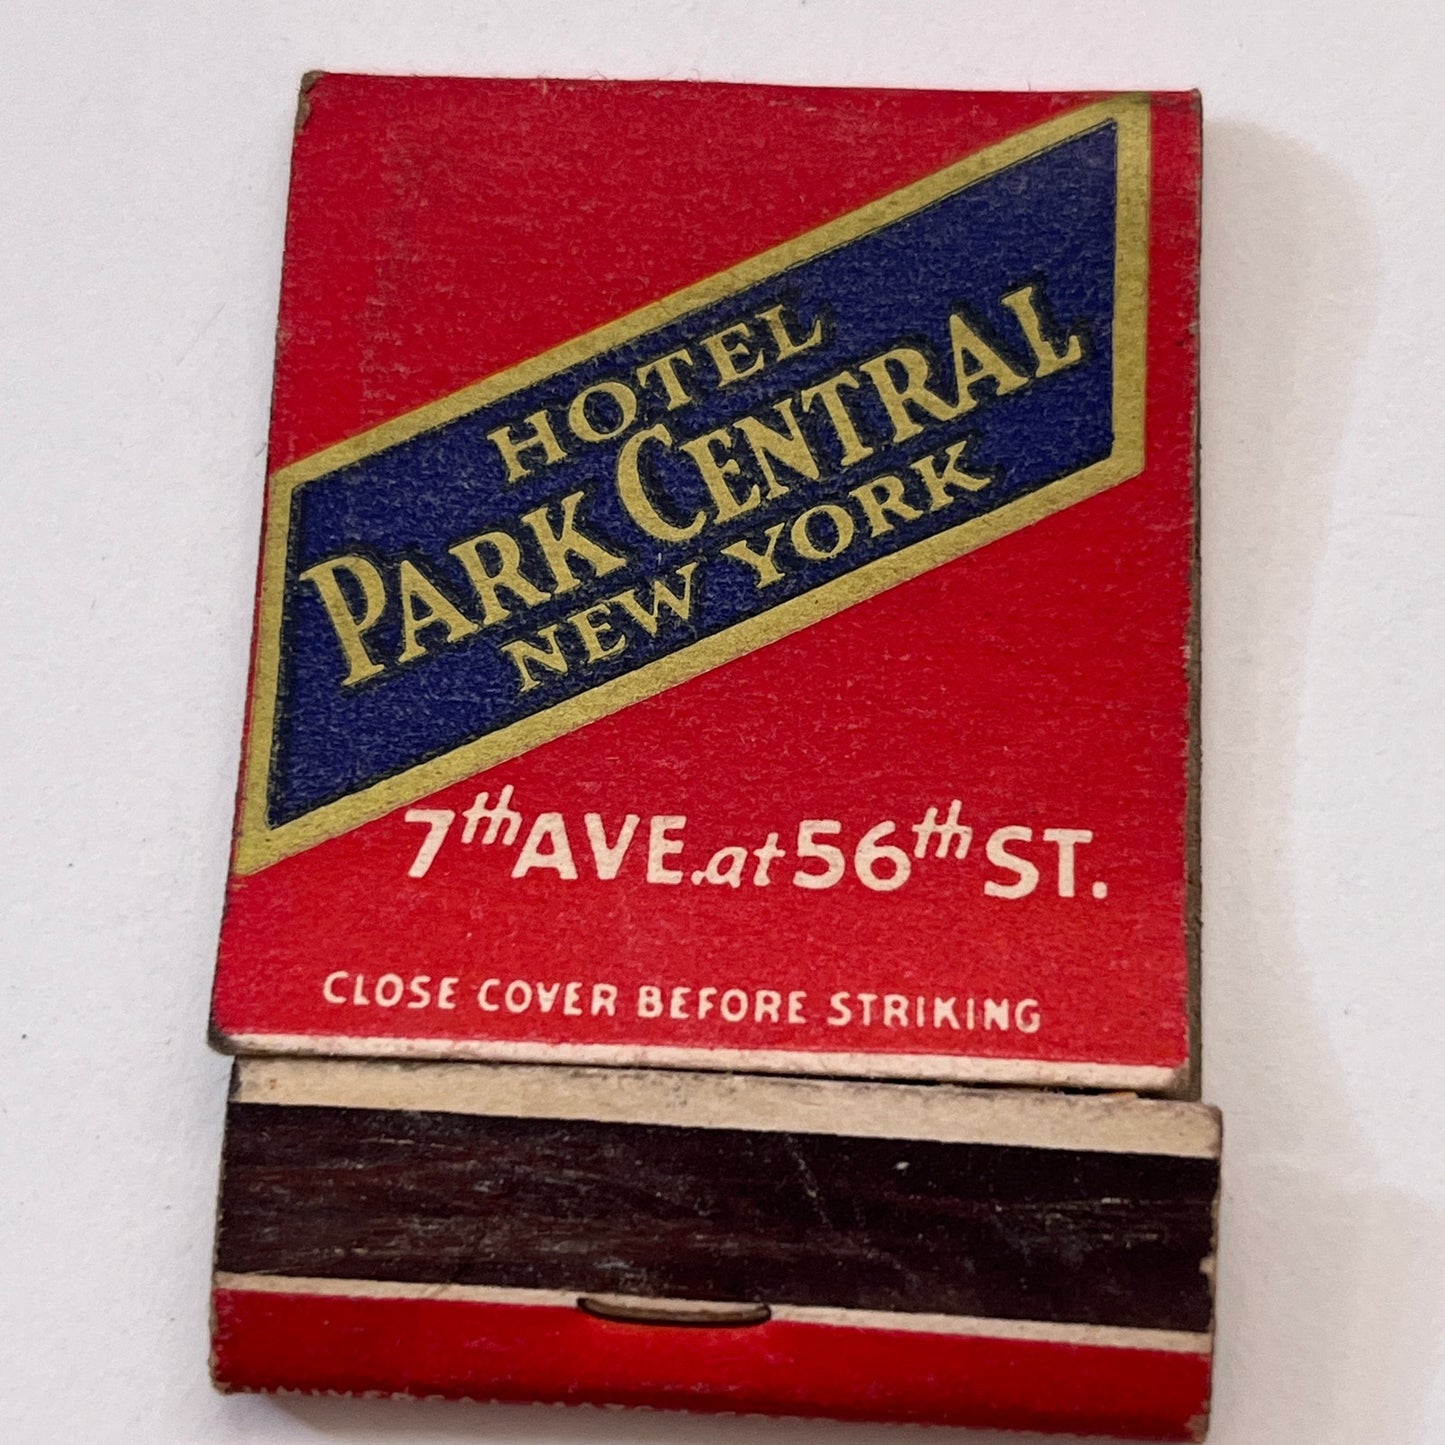 HOTEL
PARK CENTRAL
NEW YORK
7th AVE. at 56th ST.
CLOSE COVER BEFORE STRIKING